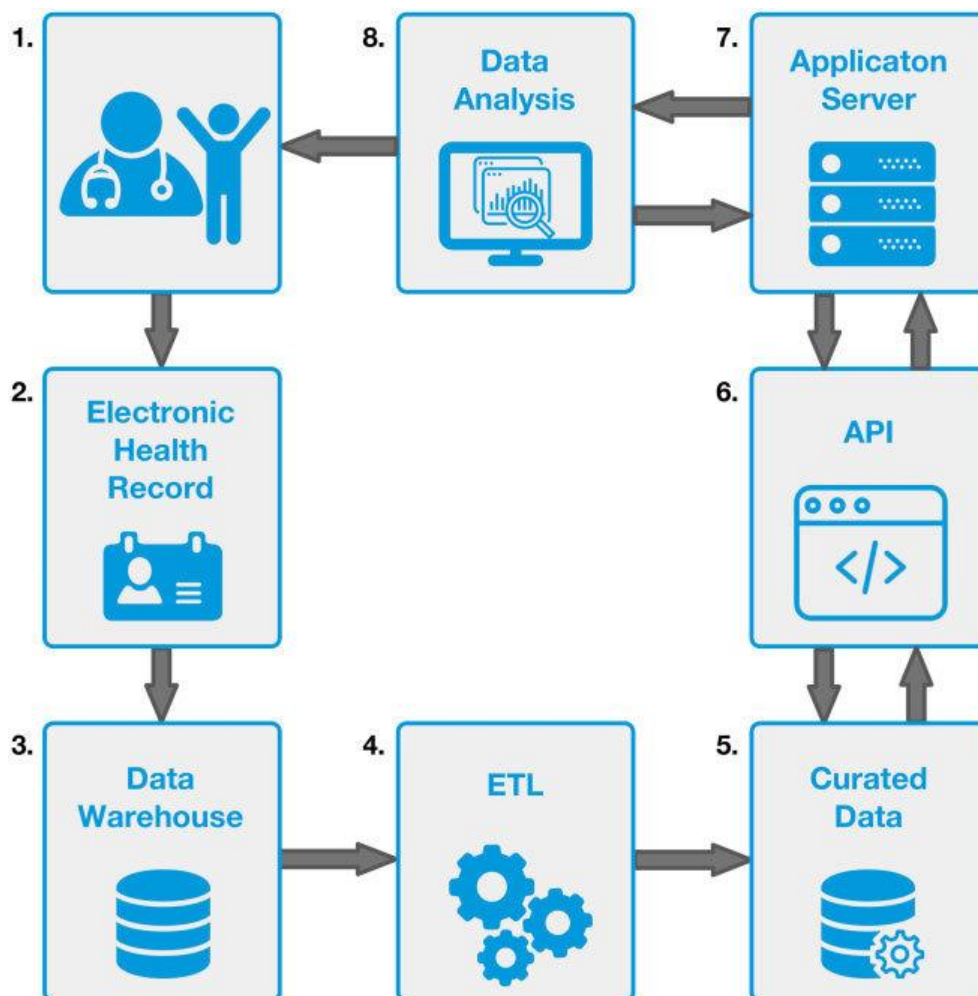 1.
8.
Data
Analysis
7.
Applicaton
Server
2.
Electronic
Health
Record
6.
API
</>
3.
Data
Warehouse
4.
ETL
5.
Curated
Data